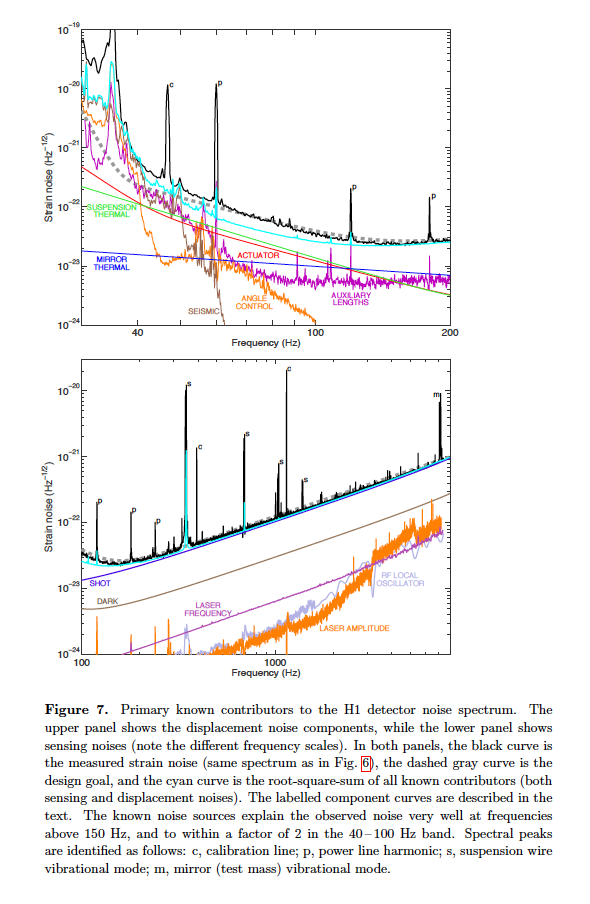 10⁻¹⁹
10⁻²⁰
10⁻²¹
10⁻²²
10⁻²³
10⁻²⁴
Strain noise (Hz⁻¹/²)
c
p
p
p
SUSPENSION
THERMAL
MIRROR
THERMAL
ACTUATOR
SEISMIC
ANGLE
CONTROL
AUXILIARY
LENGTHS
40
100
200
Frequency (Hz)
10⁻²⁰
10⁻²¹
10⁻²²
10⁻²³
10⁻²⁴
Strain noise (Hz⁻¹/²)
p
p
p
s
c
s
s
c
s
m
SHOT
DARK
LASER
FREQUENCY
RF LOCAL
OSCILLATOR
LASER AMPLITUDE
100
1000
Frequency (Hz)
Figure 7. Primary known contributors to the H1 detector noise spectrum. The
upper panel shows the displacement noise components, while the lower panel shows
sensing noises (note the different frequency scales). In both panels, the black curve is
the measured strain noise (same spectrum as in Fig. 6), the dashed gray curve is the
design goal, and the cyan curve is the root-square-sum of all known contributors (both
sensing and displacement noises). The labelled component curves are described in the
text. The known noise sources explain the observed noise very well at frequencies
above 150 Hz, and to within a factor of 2 in the 40–100 Hz band. Spectral peaks
are identified as follows: c, calibration line; p, power line harmonic; s, suspension wire
vibrational mode; m, mirror (test mass) vibrational mode.